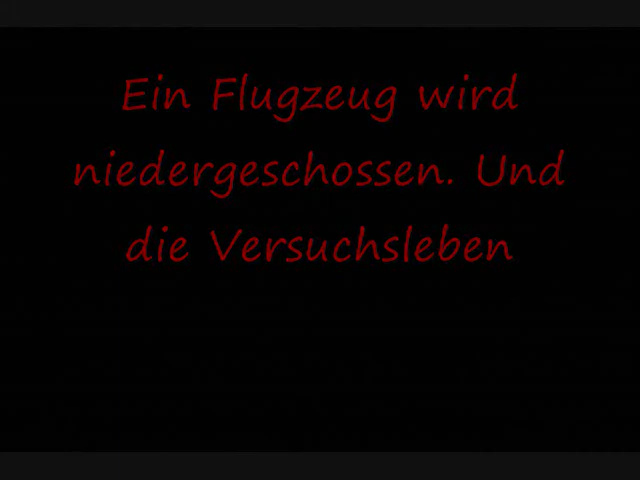 Ein Flugzeug wird
niedergeschossen. Und
die Versuchsleben